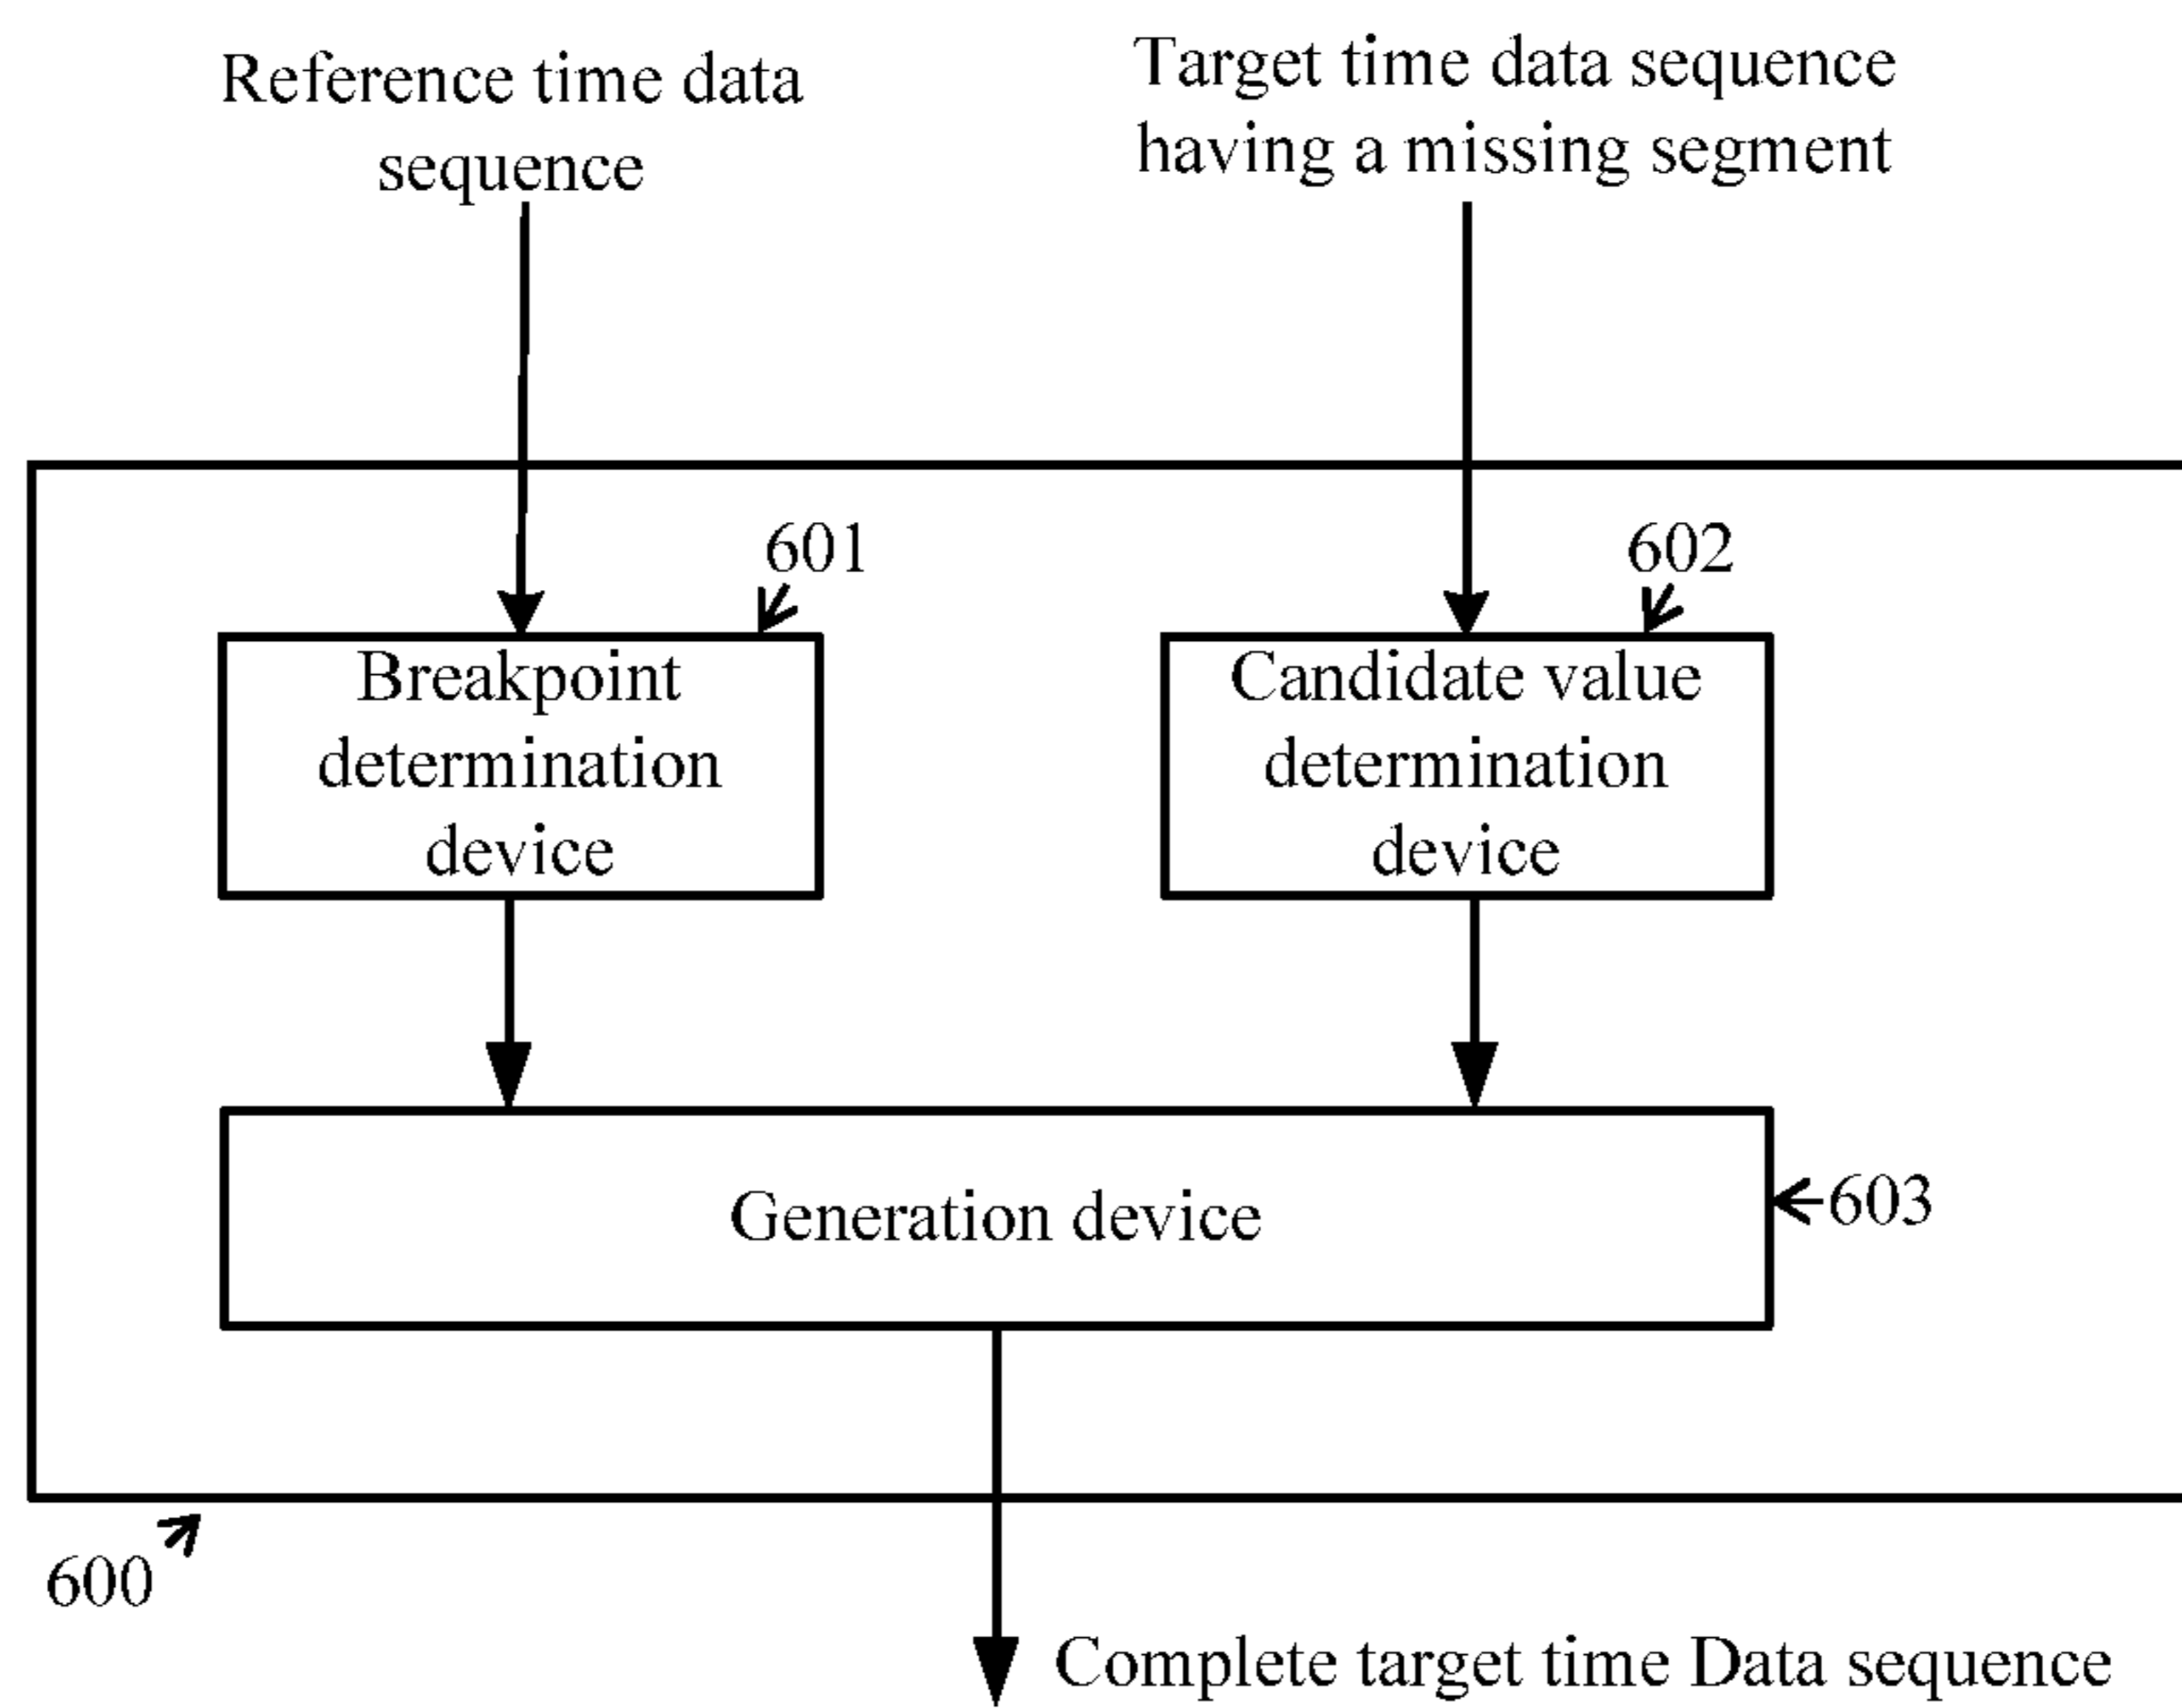 Reference time data
sequence
Target time data sequence
having a missing segment
601
602
Breakpoint
determination
device
Candidate value
determination
device
Generation device
603
600
Complete target time Data sequence